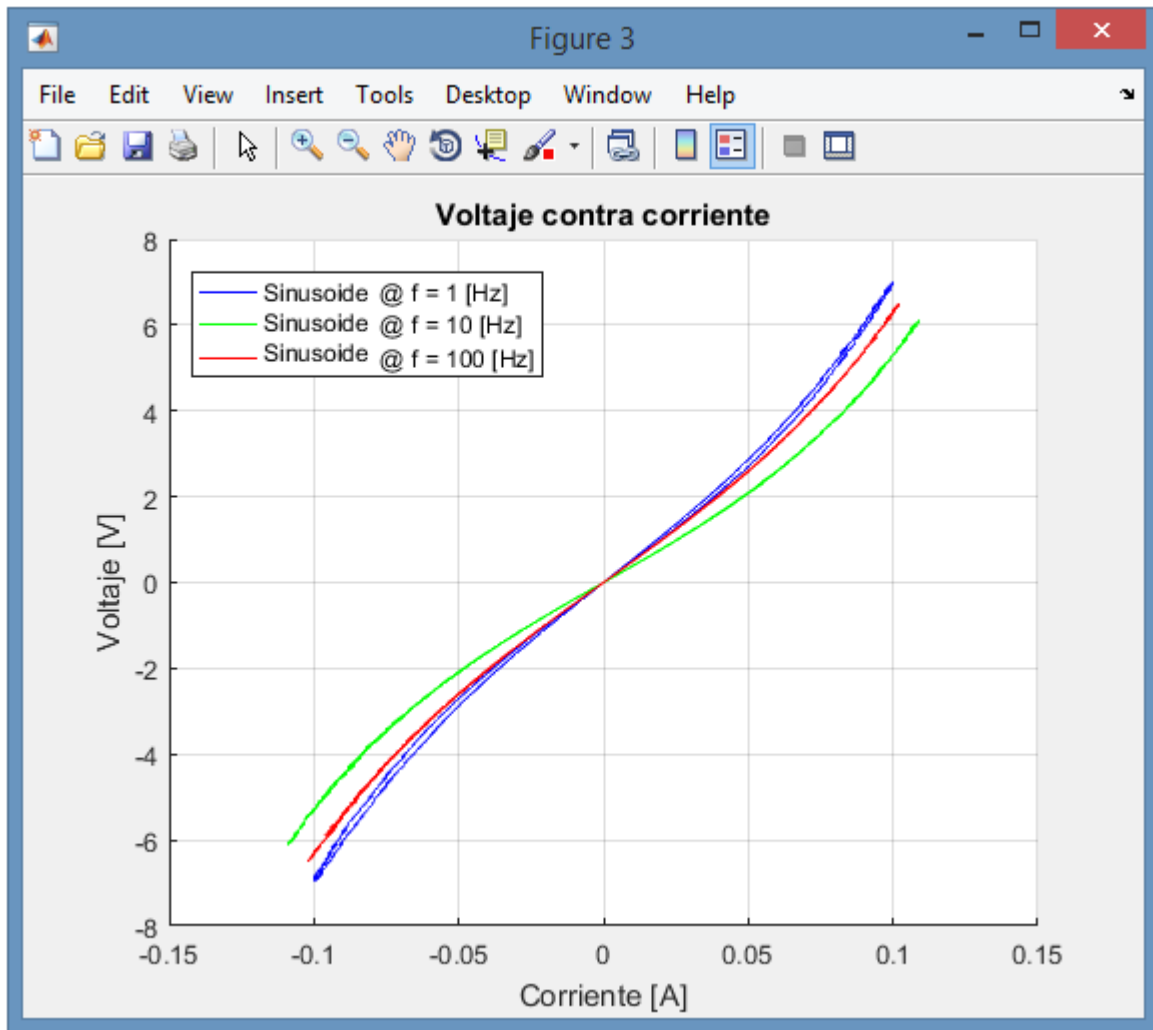 Figure 3
File Edit View Insert Tools Desktop Window Help
Voltaje contra corriente
Sinusoide @ f = 1 [Hz]
Sinusoide @ f = 10 [Hz]
Sinusoide @ f = 100 [Hz]
Voltaje [V]
8
6
4
2
0
-2
-4
-6
-8
-0.15 -0.1 -0.05 0 0.05 0.1 0.15
Corriente [A]